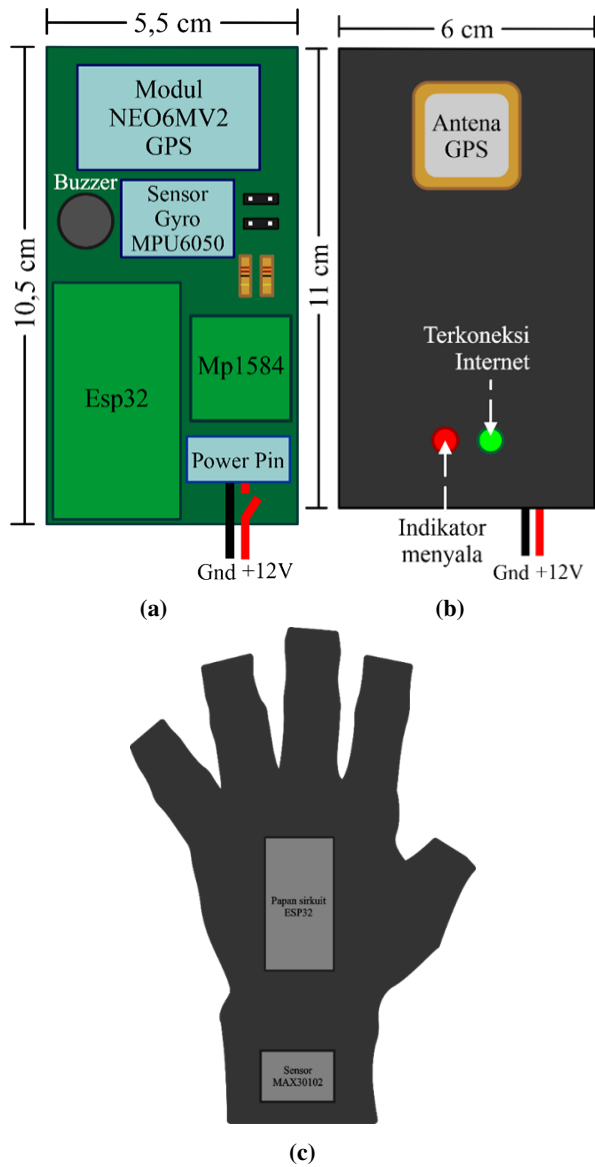 5,5 cm
6 cm
Modul
NEO6MV2
GPS
Buzzer
Sensor
Gyro
MPU6050
10,5 cm
Esp32
Mp1584
Power Pin
Gnd +12V
(a)
11 cm
Antena
GPS
Terkoneksi
Internet
Indikator
menyala
Gnd +12V
(b)
Papan sirkuit
ESP32
Sensor
MAX30102
(c)